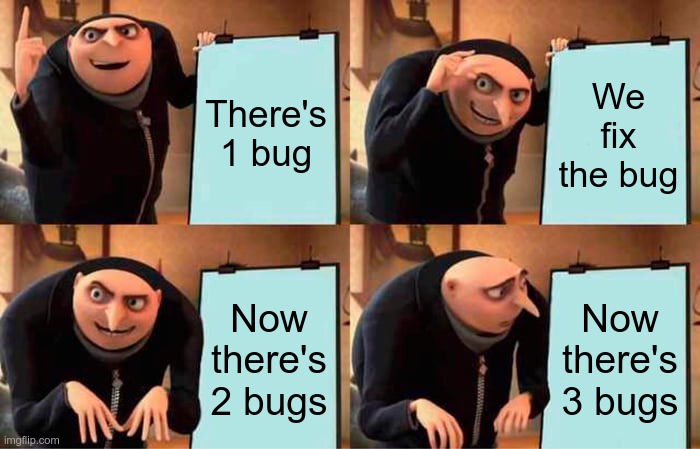 There's
1 bug
We
fix
the bug
Now
there's
2 bugs
Now
there's
3 bugs
imgflip.com